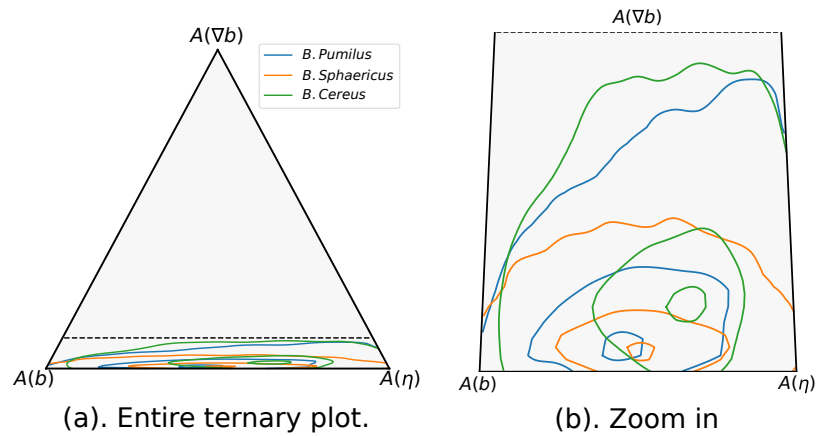 A(∇b)
B. Pumilus
B. Sphaericus
B. Cereus
A(b)
A(η)
(a). Entire ternary plot.
A(∇b)
A(b)
A(η)
(b). Zoom in